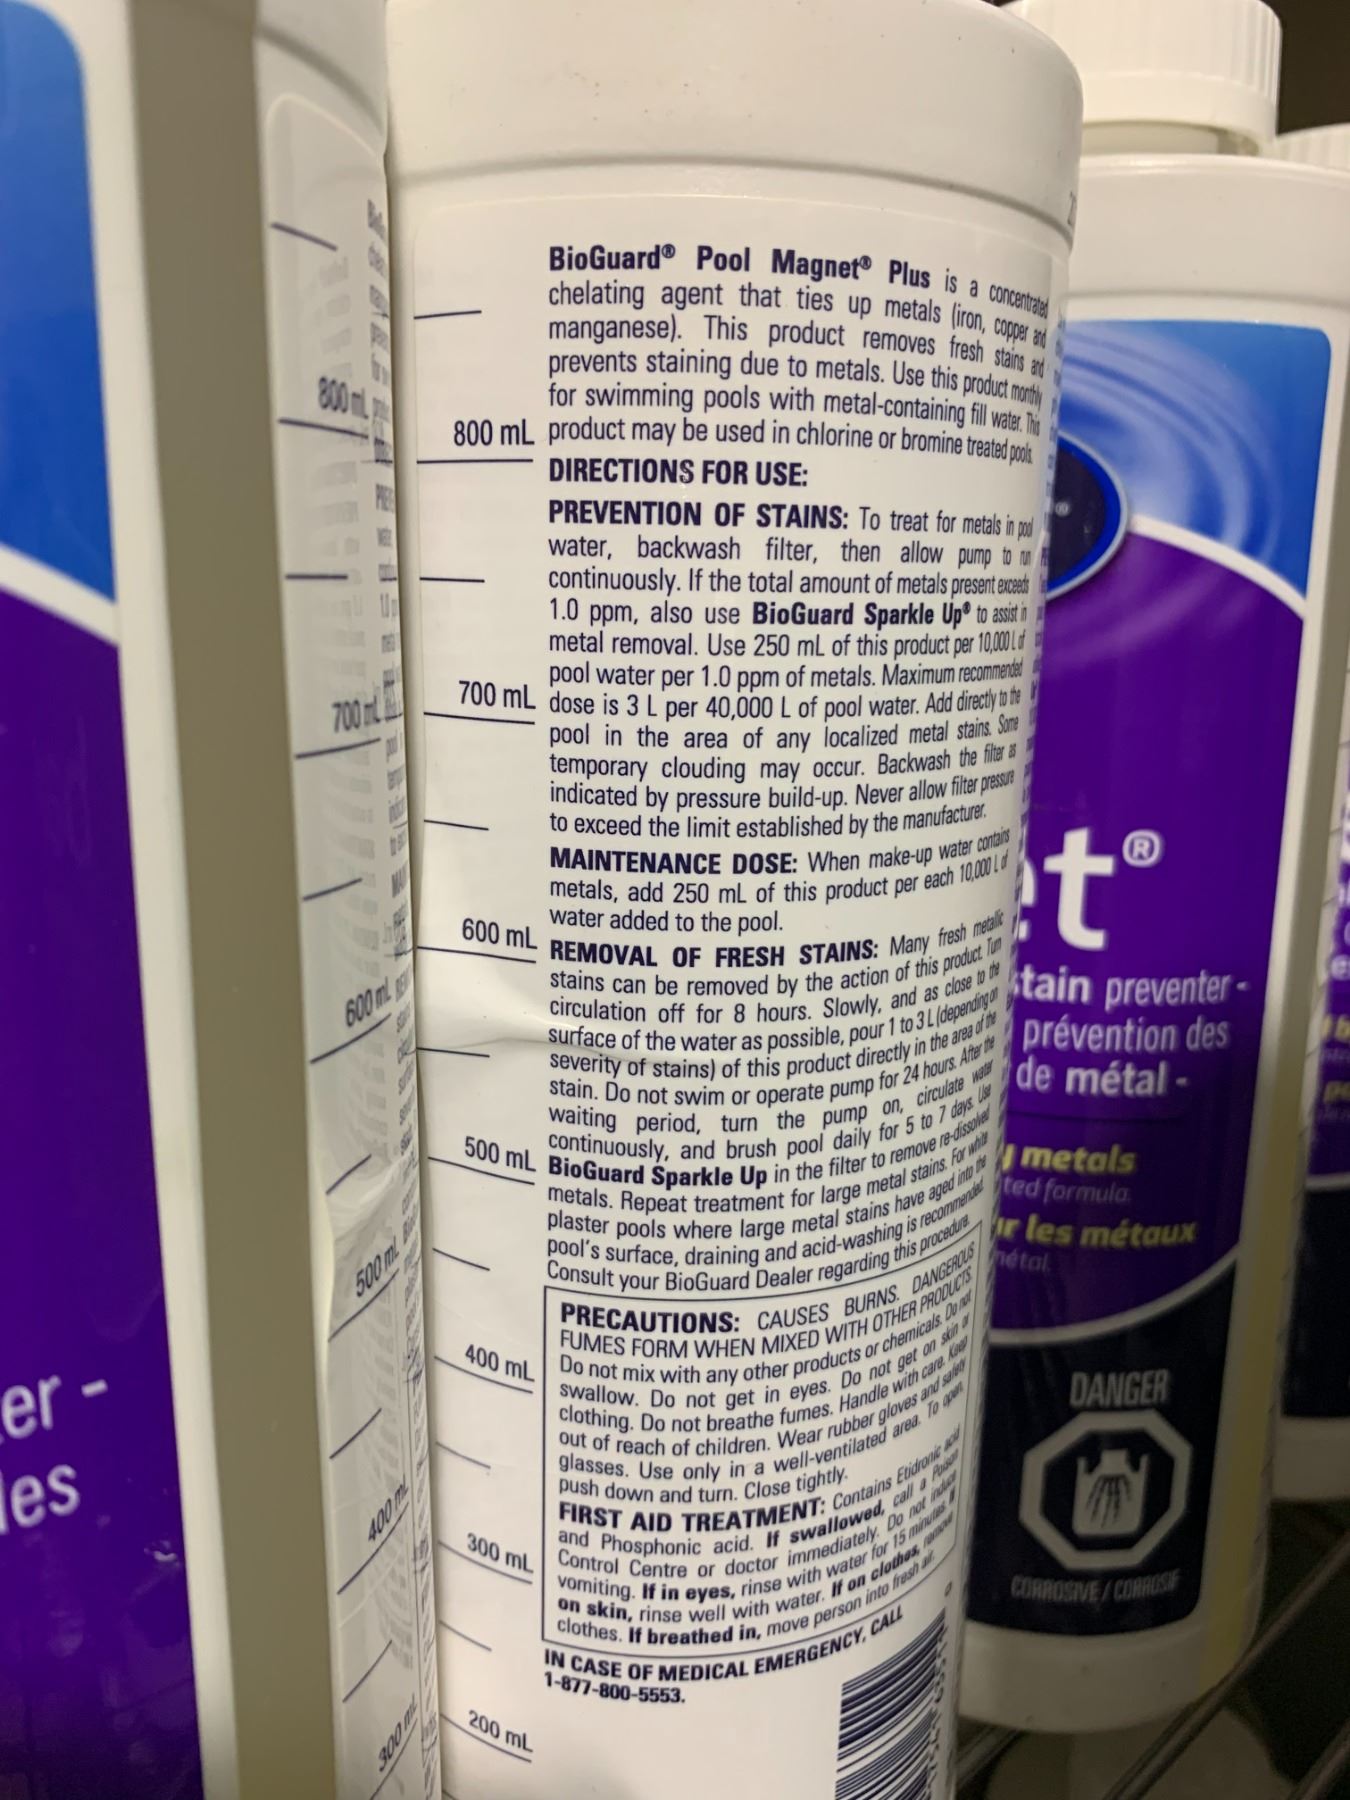 BioGuard® Pool Magnet® Plus is a concentrated
chelating agent that ties up metals (iron, copper and
manganese). This product removes fresh stains and
prevents staining due to metals. Use this product monthly
for swimming pools with metal-containing fill water. This
800 mL product may be used in chlorine or bromine treated pools.
DIRECTIONS FOR USE:
PREVENTION OF STAINS: To treat for metals in pool
water, backwash filter, then allow pump to run
continuously. If the total amount of metals present exceeds
1.0 ppm, also use BioGuard Sparkle Up® to assist in
metal removal. Use 250 mL of this product per 10,000 L of
pool water per 1.0 ppm of metals. Maximum recommended
700 mL dose is 3 L per 40,000 L of pool water. Add directly to the
pool in the area of any localized metal stains. Some
temporary clouding may occur. Backwash the filter as
indicated by pressure build-up. Never allow filter pressure
to exceed the limit established by the manufacturer.
MAINTENANCE DOSE: When make-up water contains
metals, add 250 mL of this product per each 10,000 L of
water added to the pool.
600 mL
REMOVAL OF FRESH STAINS: Many fresh metallic
stains can be removed by the action of this product. Turn
circulation off for 8 hours. Slowly, and as close to the
surface of the water as possible, pour 1 to 3 L (depending on
severity of stains) of this product directly in the area of the
stain. Do not swim or operate pump for 24 hours. After the
waiting period, turn the pump on, circulate water
continuously, and brush pool daily for 5 to 7 days. Use
500 mL BioGuard Sparkle Up in the filter to remove re-dissolved
metals. Repeat treatment for large metal stains. For white
plaster pools where large metal stains have aged into the
pool's surface, draining and acid-washing is recommended.
Consult your BioGuard Dealer regarding this procedure.
PRECAUTIONS: CAUSES BURNS. DANGEROUS
FUMES FORM WHEN MIXED WITH OTHER PRODUCTS.
400 mL Do not mix with any other products or chemicals. Do not
swallow. Do not get in eyes. Do not get on skin or
clothing. Do not breathe fumes. Handle with care. Keep
out of reach of children. Wear rubber gloves and safety
glasses. Use only in a well-ventilated area. To open,
push down and turn. Close tightly.
FIRST AID TREATMENT: Contains Etidronic acid
and Phosphonic acid. If swallowed, call a Poison
300 mL Control Centre or doctor immediately. Do not induce
vomiting. If in eyes, rinse with water for 15 minutes. If
on skin, rinse well with water. If on clothes, remove
clothes. If breathed in, move person into fresh air.
IN CASE OF MEDICAL EMERGENCY, CALL
1-877-800-5553.
200 mL
800 mL
700 mL
600 mL
500 mL
400 mL
300 mL
er -
les
et®
stain preventer -
prévention des
de métal -
metals
ted formula.
ur les métaux
métal.
DANGER
CORROSIVE / CORROSIF